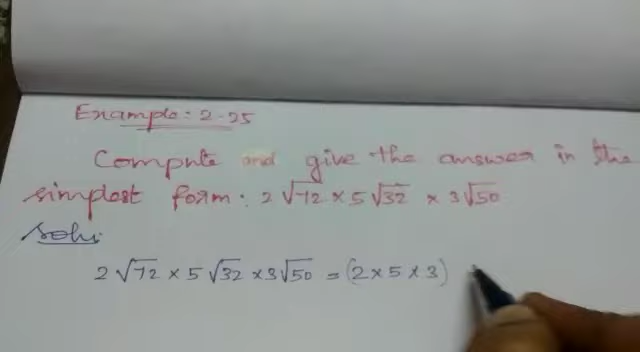 Example: 2.25
Compute and give the answer in the
simplest form: 2√72 × 5√32 × 3√50
Soln:
2√72 × 5√32 × 3√50 = (2 × 5 × 3)